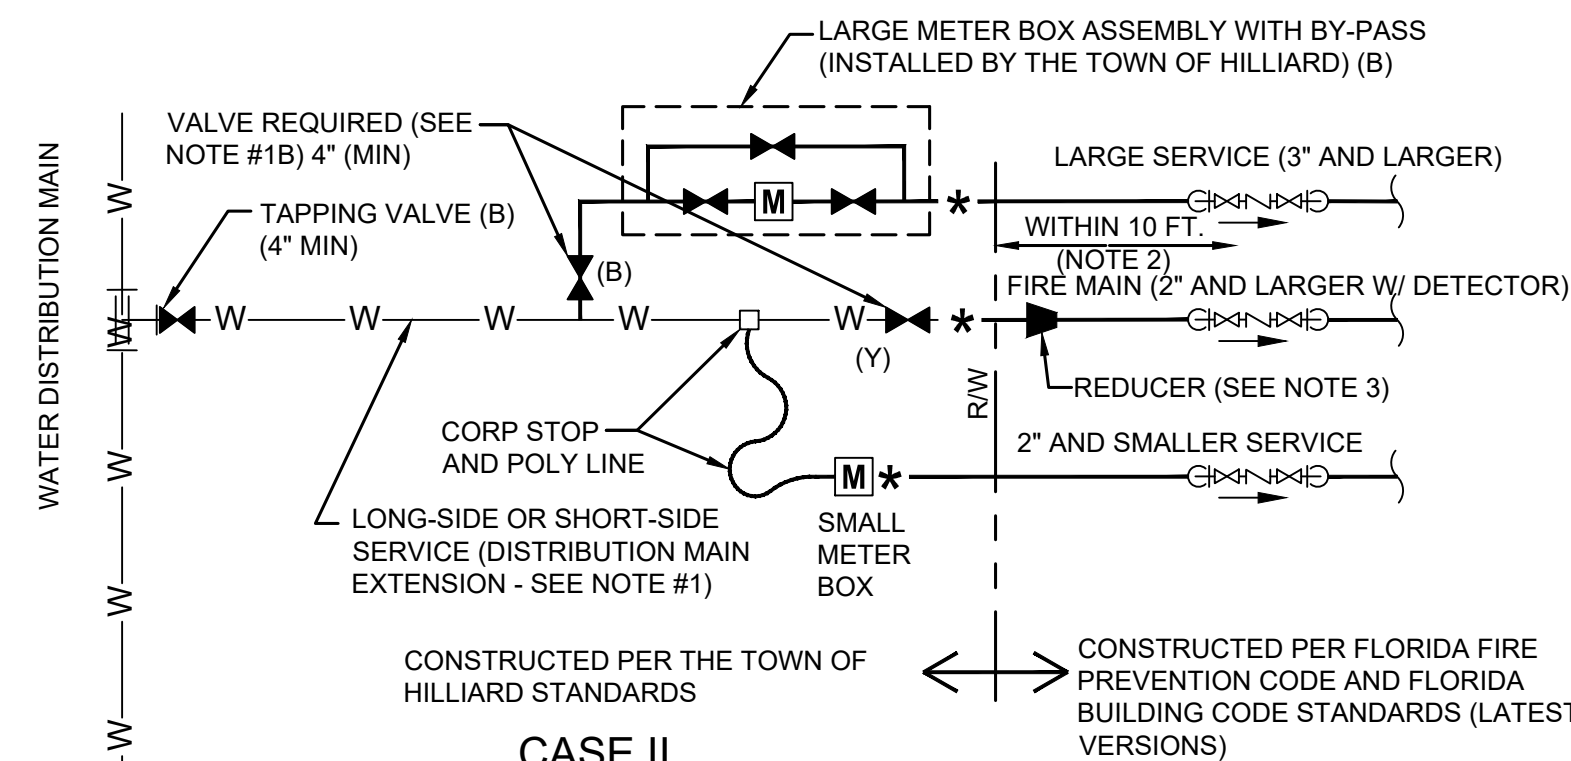 LARGE METER BOX ASSEMBLY WITH BY-PASS
(INSTALLED BY THE TOWN OF HILLIARD) (B)
VALVE REQUIRED (SEE
NOTE #1B) 4" (MIN)
LARGE SERVICE (3" AND LARGER)
WATER DISTRIBUTION MAIN
W
TAPPING VALVE (B)
(4" MIN)
M
*
WITHIN 10 FT.
(NOTE 2)
(B)
FIRE MAIN (2" AND LARGER W/ DETECTOR)
W
W
W
W
W
W
*
(Y)
R/W
REDUCER (SEE NOTE 3)
CORP STOP
AND POLY LINE
2" AND SMALLER SERVICE
W
M
*
LONG-SIDE OR SHORT-SIDE
SERVICE (DISTRIBUTION MAIN
EXTENSION - SEE NOTE #1)
SMALL
METER
BOX
W
CONSTRUCTED PER THE TOWN OF
HILLIARD STANDARDS
CONSTRUCTED PER FLORIDA FIRE
PREVENTION CODE AND FLORIDA
BUILDING CODE STANDARDS (LATEST
VERSIONS)
W
CASE II